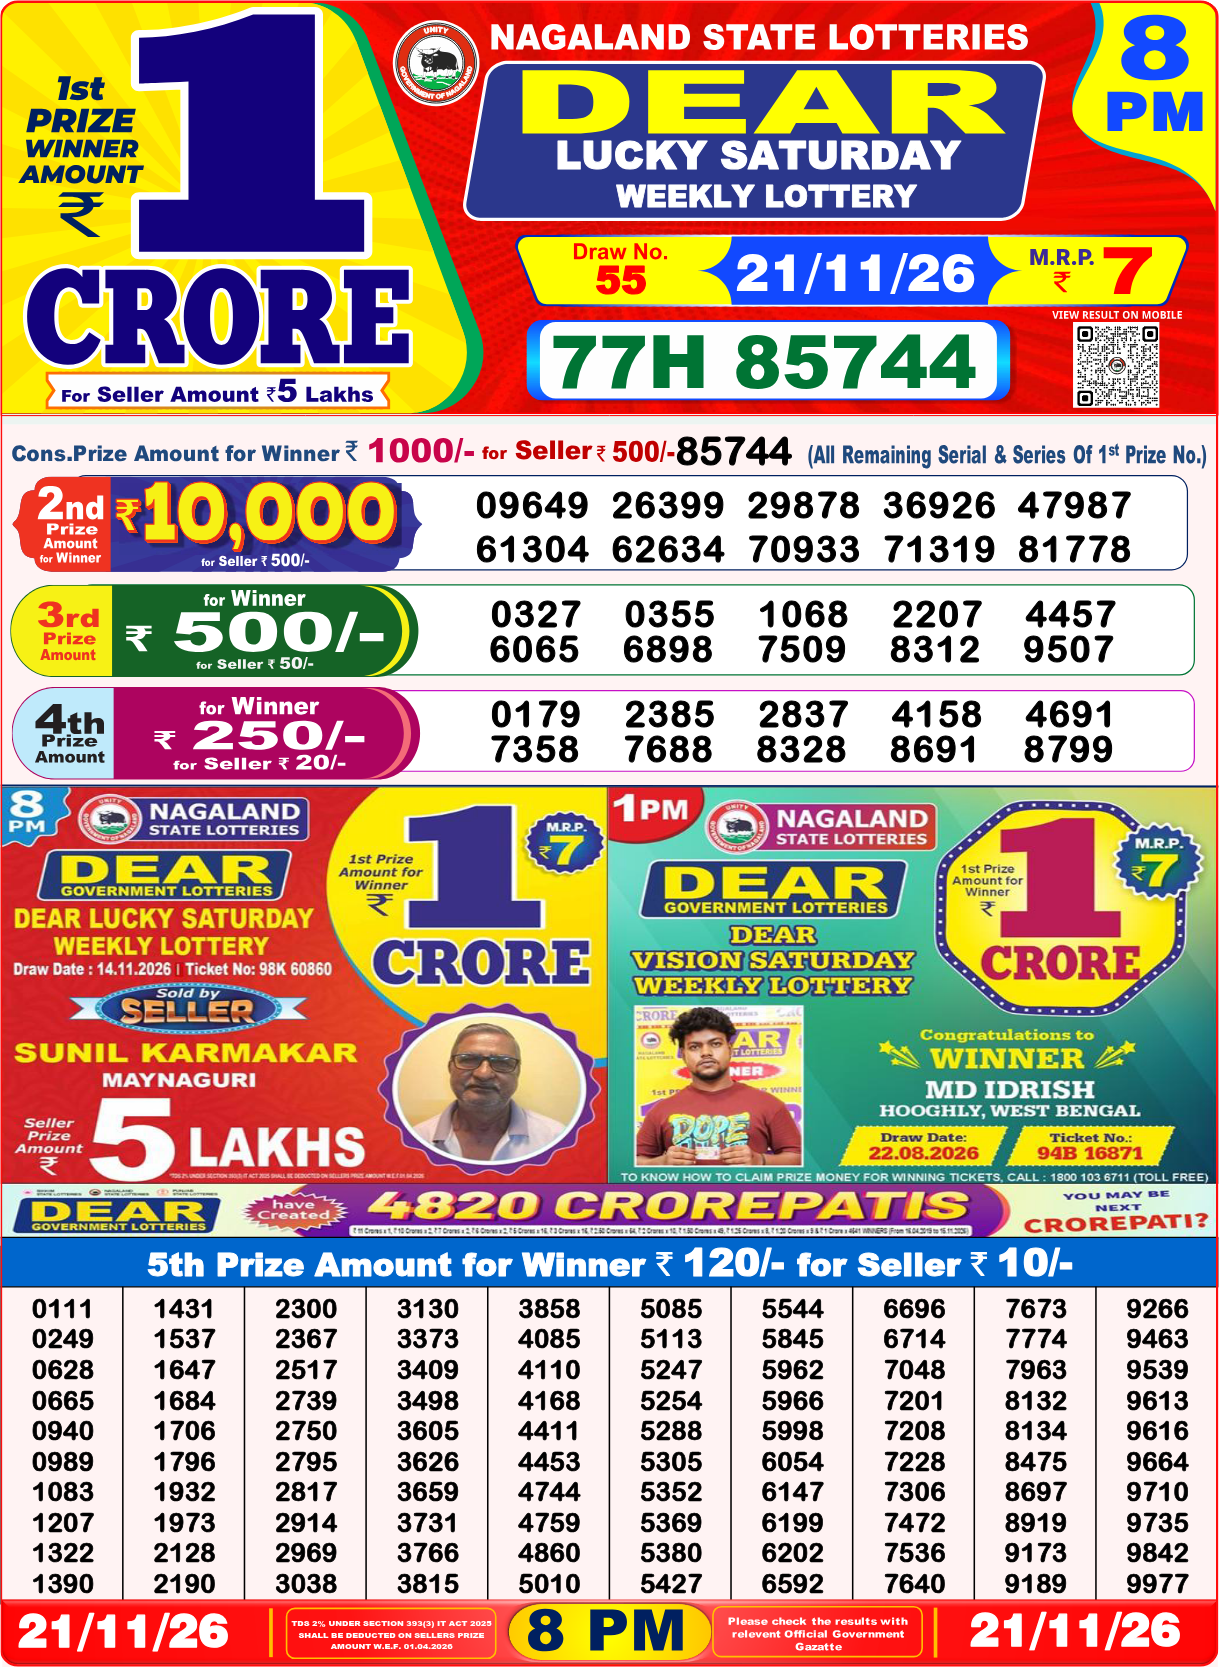 1st
PRIZE
WINNER
AMOUNT
₹
1
CRORE
For Seller Amount ₹5 Lakhs
UNITY
GOVERNMENT OF NAGALAND
NAGALAND STATE LOTTERIES
DEAR
LUCKY SATURDAY
WEEKLY LOTTERY
8
PM
Draw No.
55
21/11/26
M.R.P.
₹ 7
VIEW RESULT ON MOBILE
77H 85744
Cons.Prize Amount for Winner ₹ 1000/- for Seller ₹ 500/- 85744 (All Remaining Serial & Series Of 1st Prize No.)
2nd
Prize
Amount
for Winner
₹10,000
for Seller ₹ 500/-
09649 26399 29878 36926 47987
61304 62634 70933 71319 81778
3rd
Prize
Amount
for Winner
₹ 500/-
for Seller ₹ 50/-
0327 0355 1068 2207 4457
6065 6898 7509 8312 9507
4th
Prize
Amount
for Winner
₹ 250/-
for Seller ₹ 20/-
0179 2385 2837 4158 4691
7358 7688 8328 8691 8799
8
PM
NAGALAND
STATE LOTTERIES
DEAR
GOVERNMENT LOTTERIES
DEAR LUCKY SATURDAY
WEEKLY LOTTERY
Draw Date : 14.11.2026 | Ticket No: 98K 60860
Sold by
SELLER
SUNIL KARMAKAR
MAYNAGURI
Seller
Prize
Amount
₹
5 LAKHS
1st Prize
Amount for
Winner
₹
1
CRORE
M.R.P.
₹7
1PM
NAGALAND
STATE LOTTERIES
DEAR
GOVERNMENT LOTTERIES
DEAR
VISION SATURDAY
WEEKLY LOTTERY
1st Prize
Amount for
Winner
₹
1
CRORE
M.R.P.
₹7
Congratulations to
WINNER
MD IDRISH
HOOGHLY, WEST BENGAL
Draw Date:
22.08.2026
Ticket No.:
94B 16871
DOPE
TO KNOW HOW TO CLAIM PRIZE MONEY FOR WINNING TICKETS, CALL : 1800 103 6711 (TOLL FREE)
DEAR
GOVERNMENT LOTTERIES
have
Created
4820 CROREPATIS
YOU MAY BE
NEXT
CROREPATI?
5th Prize Amount for Winner ₹ 120/- for Seller ₹ 10/-
0111 1431 2300 3130 3858 5085 5544 6696 7673 9266
0249 1537 2367 3373 4085 5113 5845 6714 7774 9463
0628 1647 2517 3409 4110 5247 5962 7048 7963 9539
0665 1684 2739 3498 4168 5254 5966 7201 8132 9613
0940 1706 2750 3605 4411 5288 5998 7208 8134 9616
0989 1796 2795 3626 4453 5305 6054 7228 8475 9664
1083 1932 2817 3659 4744 5352 6147 7306 8697 9710
1207 1973 2914 3731 4759 5369 6199 7472 8919 9735
1322 2128 2969 3766 4860 5380 6202 7536 9173 9842
1390 2190 3038 3815 5010 5427 6592 7640 9189 9977
21/11/26
TDS 2% UNDER SECTION 393(3) IT ACT 2025
SHALL BE DEDUCTED ON SELLERS PRIZE
AMOUNT W.E.F. 01.04.2026
8 PM
Please check the results with
relevent Official Government
Gazatte
21/11/26